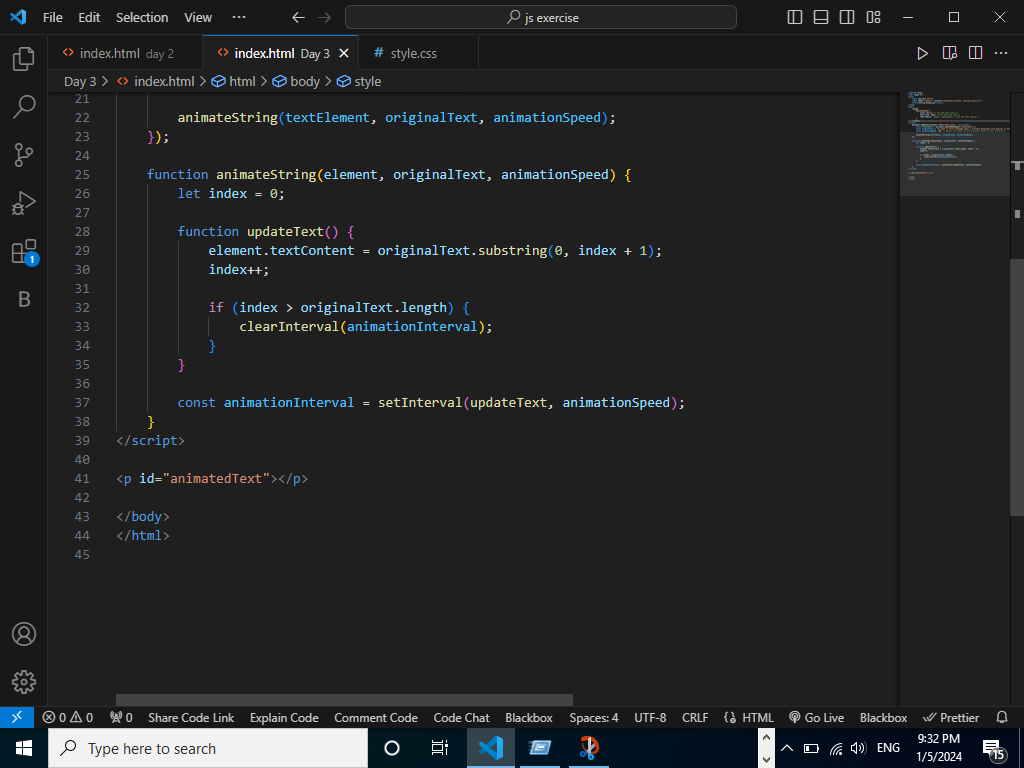 File Edit Selection View ··· js exercise
index.html day 2 index.html Day 3 # style.css
Day 3 > index.html > html > body > style
21
22 animateString(textElement, originalText, animationSpeed);
23 });
24
25 function animateString(element, originalText, animationSpeed) {
26 let index = 0;
27
28 function updateText() {
29 element.textContent = originalText.substring(0, index + 1);
30 index++;
31
32 if (index > originalText.length) {
33 clearInterval(animationInterval);
34 }
35 }
36
37 const animationInterval = setInterval(updateText, animationSpeed);
38 }
39 </script>
40
41 <p id="animatedText"></p>
42
43 </body>
44 </html>
45
1
B
0 0 0 Share Code Link Explain Code Comment Code Code Chat Blackbox Spaces: 4 UTF-8 CRLF {} HTML Go Live Blackbox Prettier
Type here to search ENG 9:32 PM
1/5/2024 15